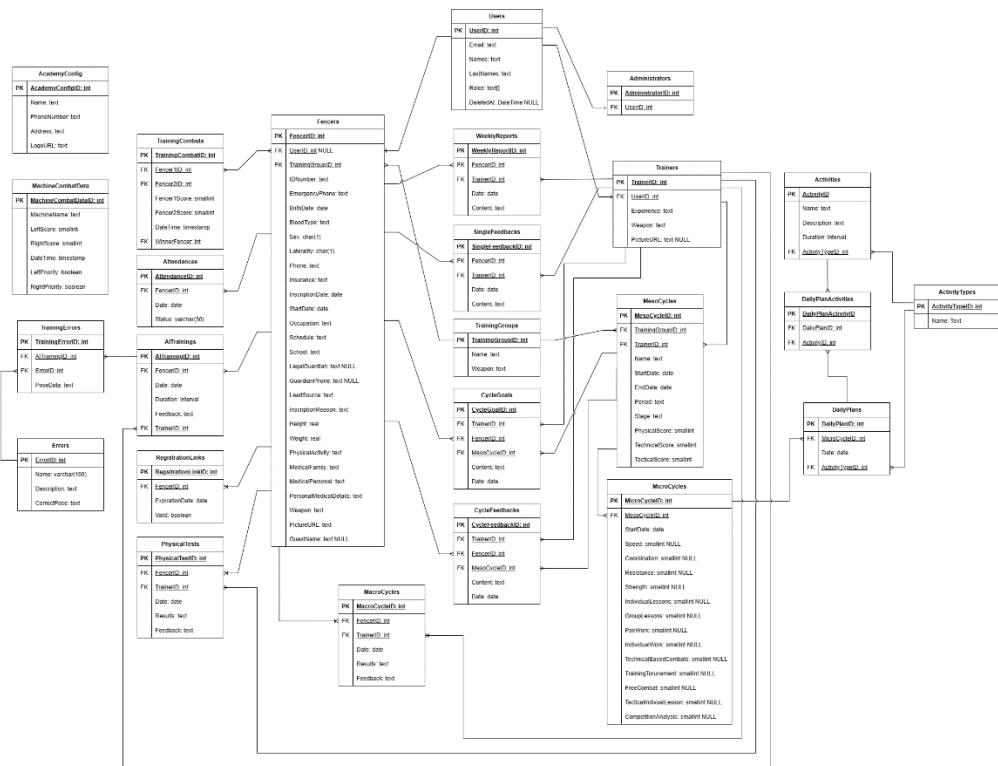 Users
PK UserID: int
Email: text
Names: text
LastNames: text
Roles: text[]
DeletedAt: DateTime NULL
AcademyConfig
PK AcademyConfigID: int
Name: text
PhoneNumber: text
Address: text
LogoURL: text
Administrators
PK AdministratorID: int
FK UserID: int
Fencers
PK FencerID: int
FK UserID: int NULL
FK TrainingGroupID: int
IDNumber: text
EmergencyPhone: text
BirthDate: date
BloodType: text
Sex: char(1)
Laterality: char(1)
Phone: text
Insurance: text
InscriptionDate: date
StartDate: date
Occupation: text
Schedule: text
School: text
LegalGuardian: text NULL
GuardianPhone: text NULL
LeadSource: text
InscriptionReason: text
Height: real
Weight: real
PhysicalActivity: text
MedicalFamily: text
MedicalPersonal: text
PersonalMedicalDetails: text
Weapon: text
PictureURL: text
GuestName: text NULL
TrainingCombats
PK TrainingCombatID: int
FK Fencer1ID: int
FK Fencer2ID: int
Fencer1Score: smallint
Fencer2Score: smallint
DateTime: timestamp
FK WinnerFencer: int
WeeklyReports
PK WeeklyReportID: int
FK FencerID: int
FK TrainerID: int
Date: date
Content: text
Trainers
PK TrainerID: int
FK UserID: int
Experience: text
Weapon: text
PictureURL: text NULL
Activities
PK ActivityID
Name: text
Description: text
Duration: interval
FK ActivityTypeID: int
MachineCombatData
PK MachineCombatDataID: int
MachineName: text
LeftScore: smallint
RightScore: smallint
DateTime: timestamp
LeftPriority: boolean
RightPriority: boolean
SingleFeedbacks
PK SingleFeedbackID: int
FK FencerID: int
FK TrainerID: int
Date: date
Content: text
Attendances
PK AttendanceID: int
FK FencerID: int
Date: date
Status: varchar(50)
ActivityTypes
PK ActivityTypeID: int
Name: Text
DailyPlanActivities
PK DailyPlanActivityID
FK DailyPlanID: int
FK ActivityID: int
MesoCycles
PK MesoCycleID: int
FK TrainingGroupID: int
FK TrainerID: int
Name: text
StartDate: date
EndDate: date
Period: text
Stage: text
PhysicalScore: smallint
TechnicalScore: smallint
TacticalScore: smallint
TrainingGroups
PK TrainingGroupID: int
Name: text
Weapon: text
TrainingErrors
PK TrainingErrorID: int
FK AITrainingID: int
FK ErrorID: int
PoseData: text
AITrainings
PK AITrainingID: int
FK FencerID: int
Date: date
Duration: interval
Feedback: text
FK TrainerID: int
CycleGoals
PK CycleGoalID: int
FK TrainerID: int
FK FencerID: int
FK MesoCycleID: int
Content: text
Date: date
DailyPlans
PK DailyPlanID: int
FK MicroCycleID: int
Date: date
FK ActivityTypeID: int
Errors
PK ErrorID: int
Name: varchar(100)
Description: text
CorrectPose: text
RegistrationLinks
PK RegsitrationLinkID: int
FK FencerID: int
ExpirationDate: date
Valid: boolean
MicroCycles
PK MicroCycleID: int
FK MesoCycleID: int
StartDate: date
Speed: smallint NULL
Coordination: smallint NULL
Resistance: smallint NULL
Strength: smallint NULL
IndividualLessons: smallint NULL
GroupLessons: smallint NULL
PairWork: smallint NULL
IndividualWork: smallint NULL
TechnicalBasedCombats: smallint NULL
TrainingTorunament: smallint NULL
FreeCombat: smallint NULL
TacticalIndivualLesson: smallint NULL
CompetitionAnalysis: smallint NULL
CycleFeedbacks
PK CycleFeedbackID: int
FK TrainerID: int
FK FencerID: int
FK MesoCycleID: int
Content: text
Date: date
PhysicalTests
PK PhysicalTestID: int
FK FencerID: int
FK TrainerID: int
Date: date
Results: text
Feedback: text
MacroCycles
PK MacroCycleID: int
FK FencerID: int
FK TrainerID: int
Date: date
Results: text
Feedback: text